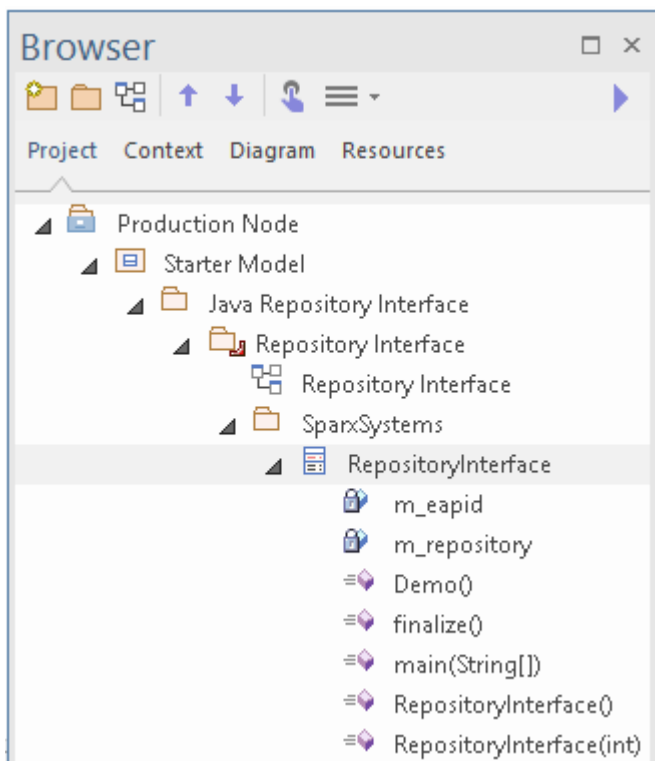 Browser
Project Context Diagram Resources
Production Node
Starter Model
Java Repository Interface
Repository Interface
Repository Interface
SparxSystems
RepositoryInterface
m_eapid
m_repository
Demo()
finalize()
main(String[])
RepositoryInterface()
RepositoryInterface(int)